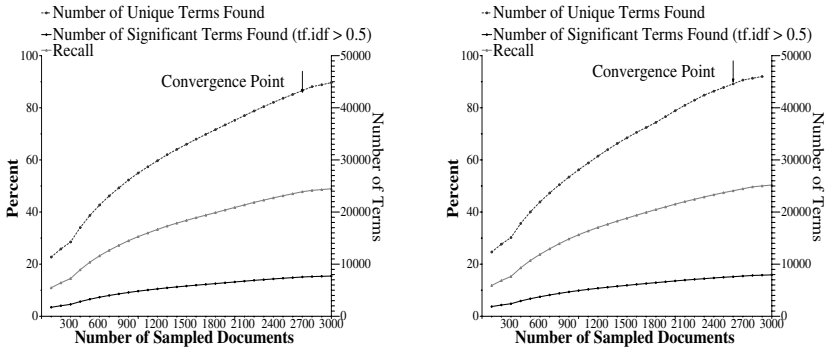 Number of Unique Terms Found
Number of Significant Terms Found (tf.idf > 0.5)
Recall
Convergence Point
Percent
100
80
60
40
20
0
50000
40000
30000
20000
10000
0
Number of Terms
300 600 900 1200 1500 1800 2100 2400 2700 3000
Number of Sampled Documents
Number of Unique Terms Found
Number of Significant Terms Found (tf.idf > 0.5)
Recall
Convergence Point
Percent
100
80
60
40
20
0
50000
40000
30000
20000
10000
0
Number of Terms
300 600 900 1200 1500 1800 2100 2400 2700 3000
Number of Sampled Documents